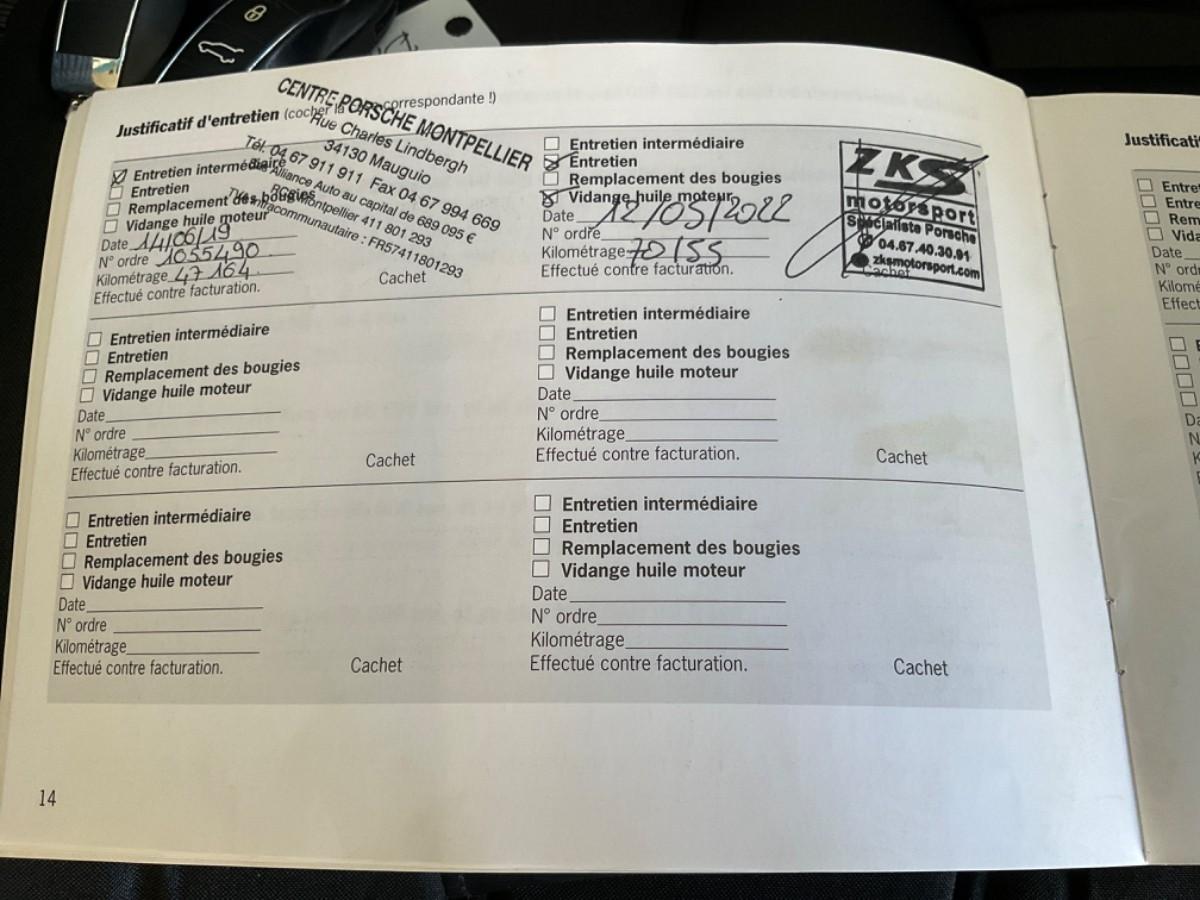 Justificatif d'entretien (cocher la correspondante !)
CENTRE PORSCHE MONTPELLIER
Rue Charles Lindbergh
34130 Mauguio
Tél. 04 67 911 911 Fax 04 67 994 669
Alliance Auto au capital de 689 095 €
RCS Montpellier 411 801 293
TVA Intracommunautaire : FR57411801293
Entretien intermédiaire
Entretien
Remplacement des bougies
Vidange huile moteur
Date 14/06/19
N° ordre 1055490
Kilométrage 47 164
Effectué contre facturation.
Cachet
Entretien intermédiaire
Entretien
Remplacement des bougies
Vidange huile moteur
Date 12/05/2022
N° ordre
Kilométrage 70155
Effectué contre facturation.
ZKS
motorsport
Spécialiste Porsche
04.67.40.30.91
zksmotorsport.com
Cachet
Entretien intermédiaire
Entretien
Remplacement des bougies
Vidange huile moteur
Date
N° ordre
Kilométrage
Effectué contre facturation.
Cachet
Entretien intermédiaire
Entretien
Remplacement des bougies
Vidange huile moteur
Date
N° ordre
Kilométrage
Effectué contre facturation.
Cachet
Entretien intermédiaire
Entretien
Remplacement des bougies
Vidange huile moteur
Date
N° ordre
Kilométrage
Effectué contre facturation.
Cachet
Entretien intermédiaire
Entretien
Remplacement des bougies
Vidange huile moteur
Date
N° ordre
Kilométrage
Effectué contre facturation.
Cachet
14